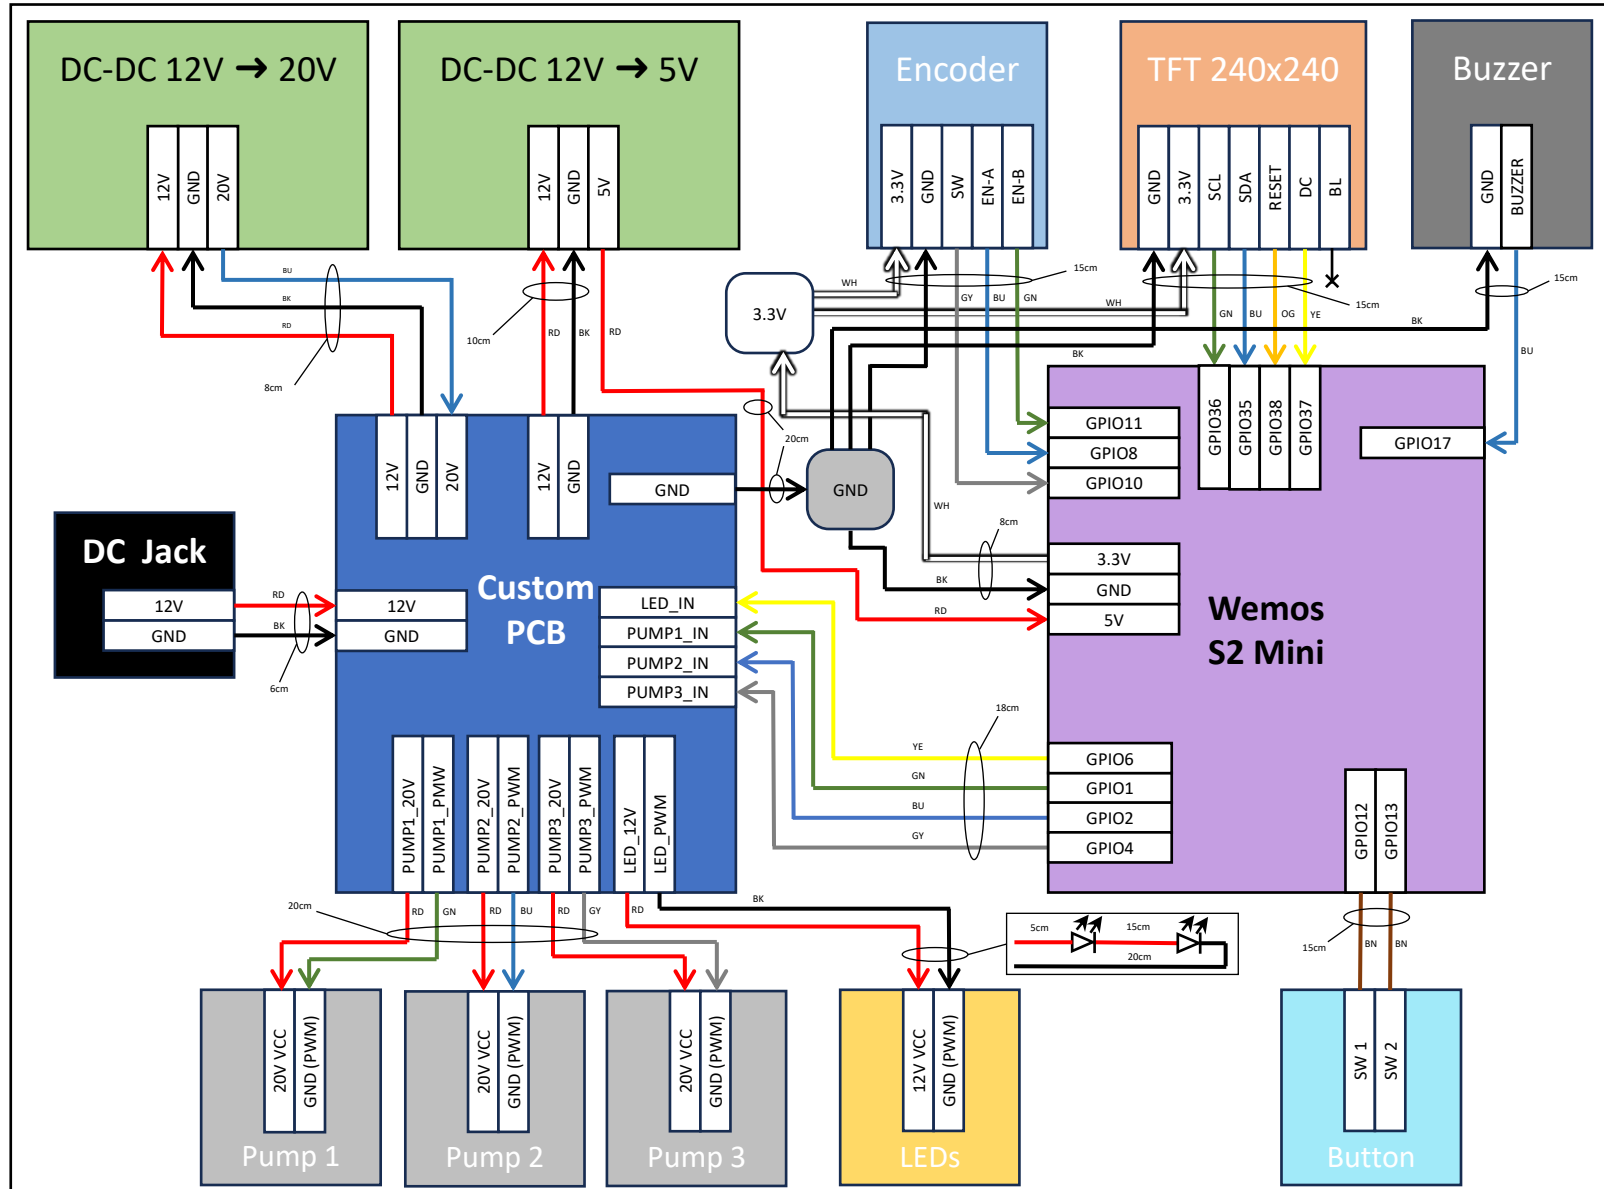 DC-DC 12V → 20V
12V
GND
20V
DC-DC 12V → 5V
12V
GND
5V
Encoder
3.3V
GND
SW
EN-A
EN-B
TFT 240x240
GND
3.3V
SCL
SDA
RESET
DC
BL
Buzzer
GND
BUZZER
BU
BK
RD
8cm
10cm
RD
BK
RD
20cm
3.3V
WH
WH
15cm
GY
BU
GN
15cm
GN
BU
OG
YE
BK
BK
15cm
BU
GND
WH
8cm
BK
RD
DC Jack
12V
GND
RD
BK
6cm
Custom
PCB
12V
GND
20V
12V
GND
GND
12V
GND
LED_IN
PUMP1_IN
PUMP2_IN
PUMP3_IN
PUMP1_20V
PUMP1_PMW
PUMP2_20V
PUMP2_PWM
PUMP3_20V
PUMP3_PWM
LED_12V
LED_PWM
Wemos
S2 Mini
GPIO11
GPIO8
GPIO10
GPIO36
GPIO35
GPIO38
GPIO37
GPIO17
3.3V
GND
5V
GPIO6
GPIO1
GPIO2
GPIO4
GPIO12
GPIO13
18cm
YE
GN
BU
GY
20cm
RD
GN
RD
BU
RD
GY
RD
BK
5cm
15cm
20cm
15cm
BN
BN
20V VCC
GND (PWM)
Pump 1
20V VCC
GND (PWM)
Pump 2
20V VCC
GND (PWM)
Pump 3
12V VCC
GND (PWM)
LEDs
SW 1
SW 2
Button